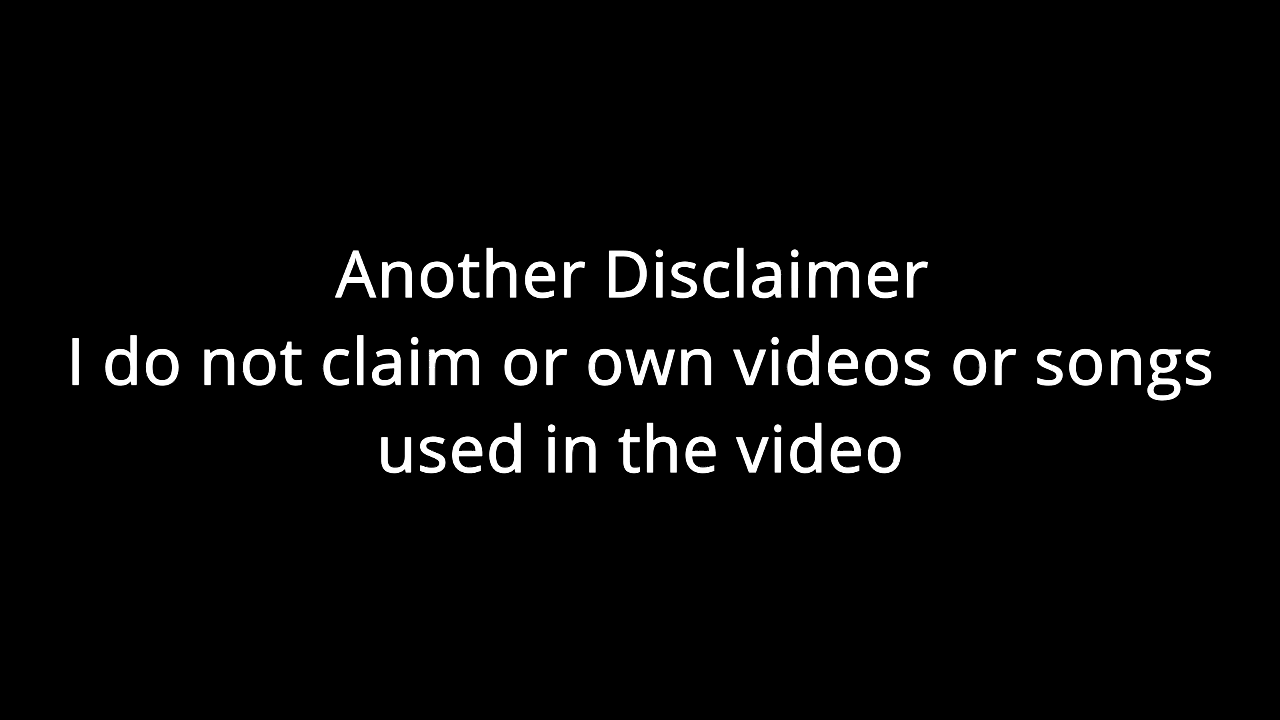 Another Disclaimer
I do not claim or own videos or songs
used in the video